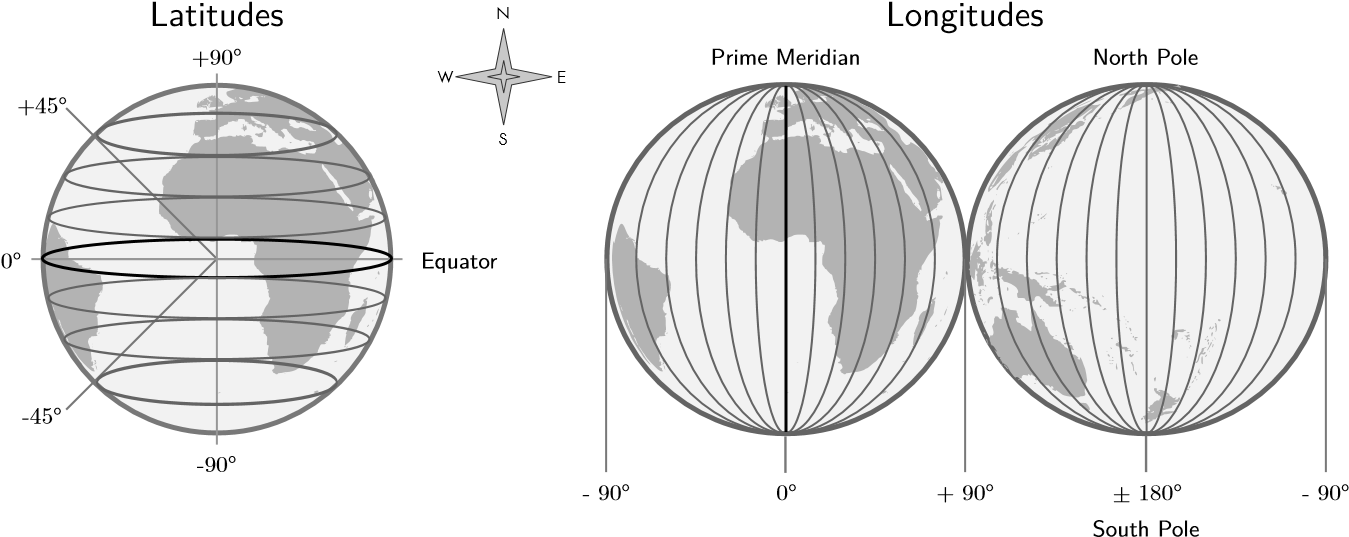 Latitudes
+90°
+45°
0°
-45°
-90°
Equator
N
W E
S
Longitudes
Prime Meridian
North Pole
- 90°
0°
+ 90°
± 180°
- 90°
South Pole